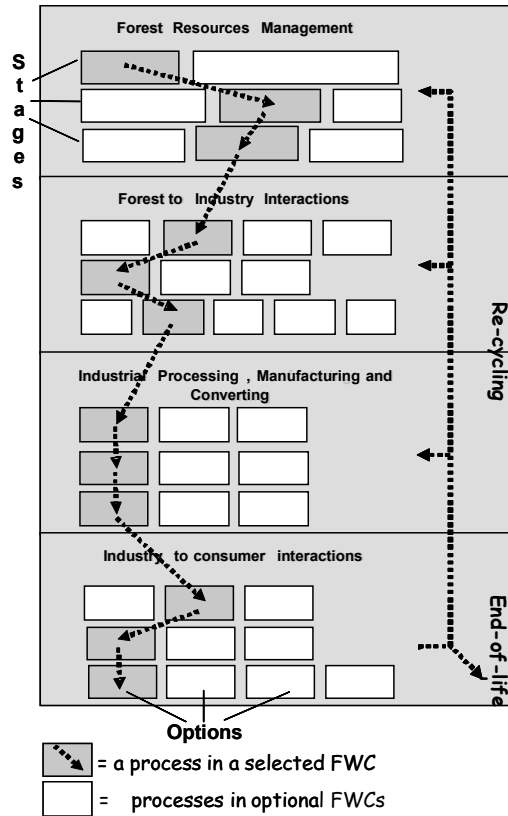 Forest Resources Management
Stages
Forest to Industry Interactions
Re-cycling
Industrial Processing , Manufacturing and
Converting
Industry to consumer interactions
End-of-life
Options
= a process in a selected FWC
= processes in optional FWCs